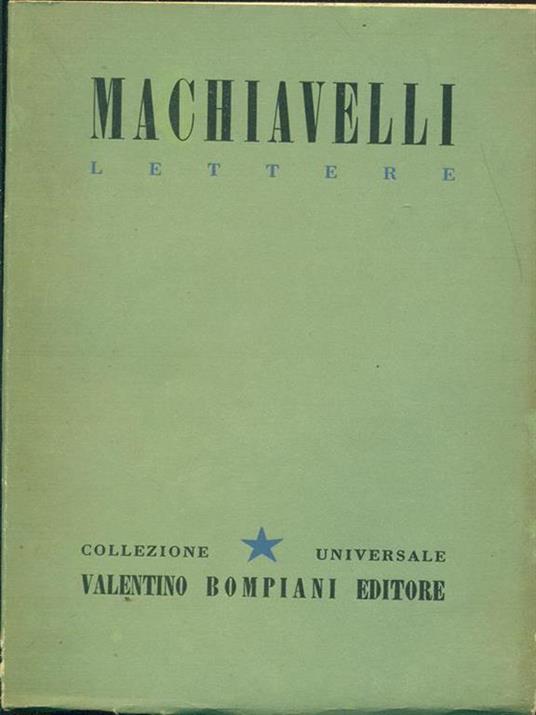 MACHIAVELLI
LETTERE
COLLEZIONE UNIVERSALE
VALENTINO BOMPIANI EDITORE